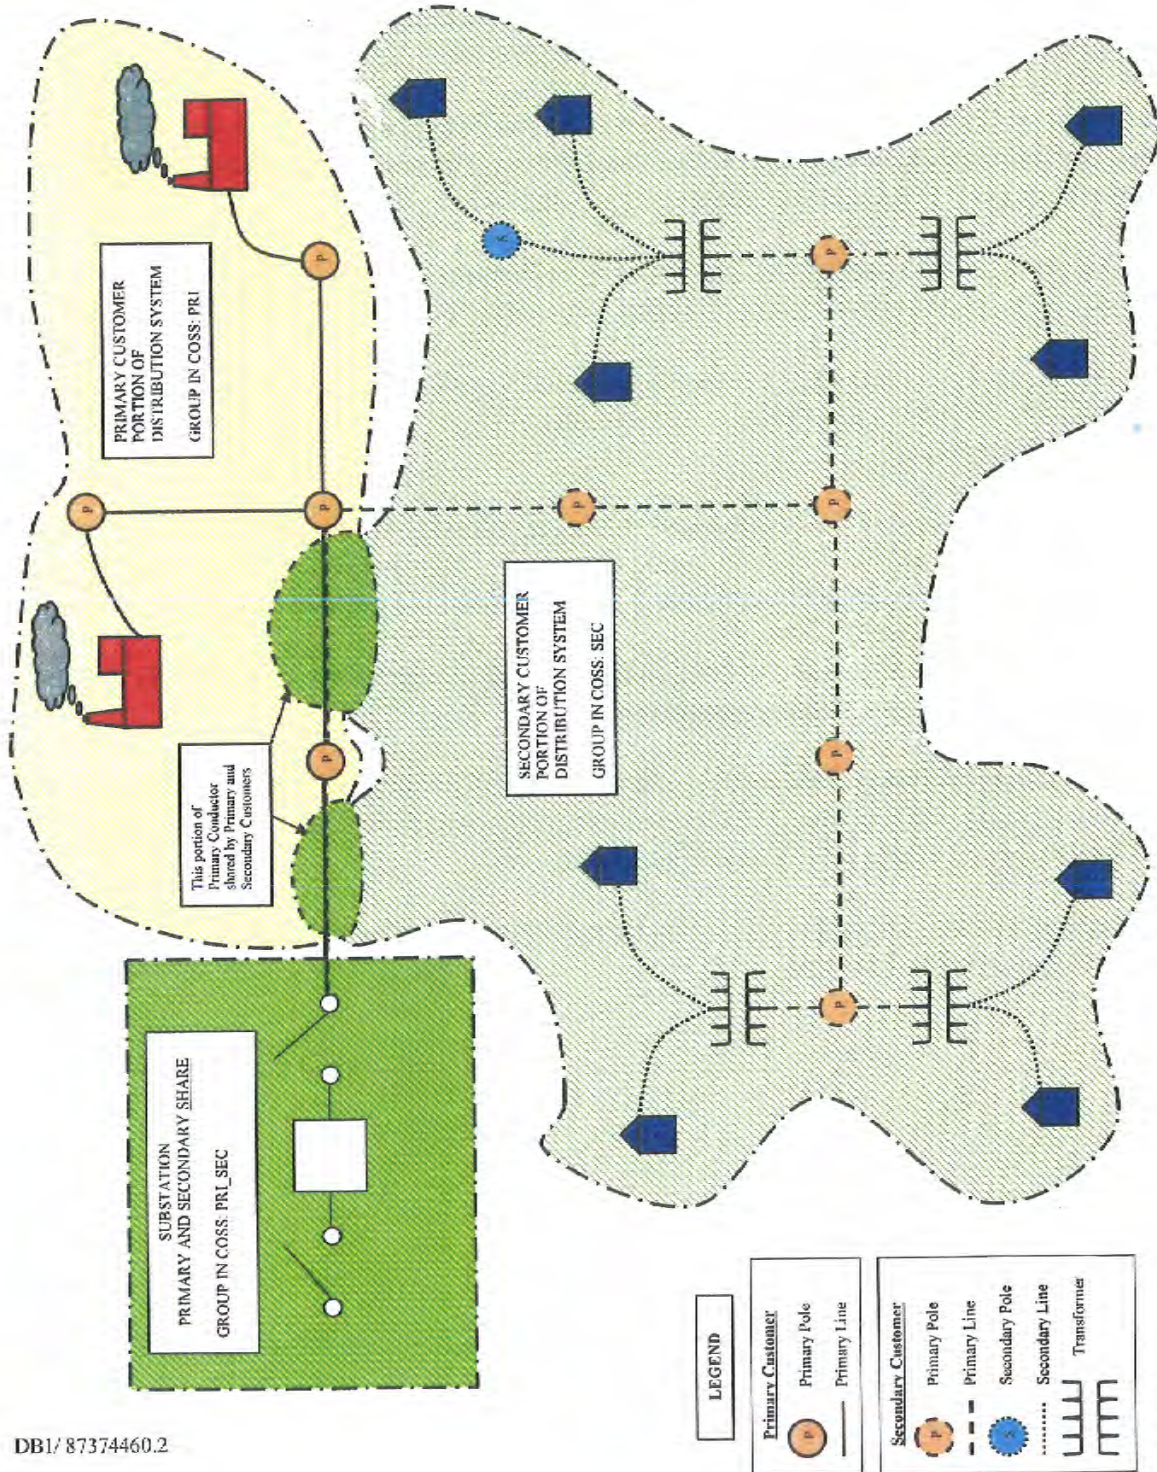 PRIMARY CUSTOMER
PORTION OF
DISTRIBUTION SYSTEM
GROUP IN COSS: PRI
P
P
P
P
This portion of
Primary Conductor
shared by Primary and
Secondary Customers
SUBSTATION
PRIMARY AND SECONDARY SHARE
GROUP IN COSS: PRI_SEC
SECONDARY CUSTOMER
PORTION OF
DISTRIBUTION SYSTEM
GROUP IN COSS: SEC
S
P
P
P
P
P
LEGEND
Primary Customer
P Primary Pole
Primary Line
Secondary Customer
P Primary Pole
Primary Line
S Secondary Pole
Secondary Line
Transformer
DB1/ 87374460.2